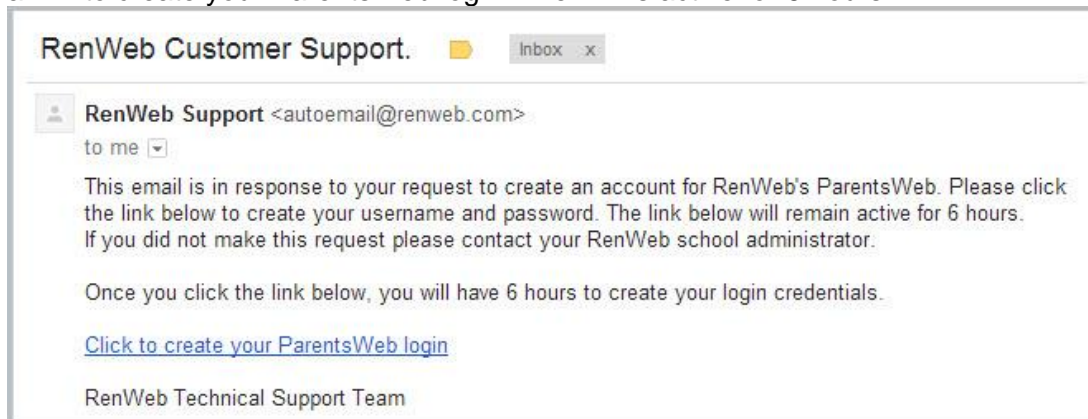 to create your
RenWeb Customer Support. Inbox x
RenWeb Support <autoemail@renweb.com>
to me
This email is in response to your request to create an account for RenWeb's ParentsWeb. Please click
the link below to create your username and password. The link below will remain active for 6 hours.
If you did not make this request please contact your RenWeb school administrator.
Once you click the link below, you will have 6 hours to create your login credentials.
Click to create your ParentsWeb login
RenWeb Technical Support Team